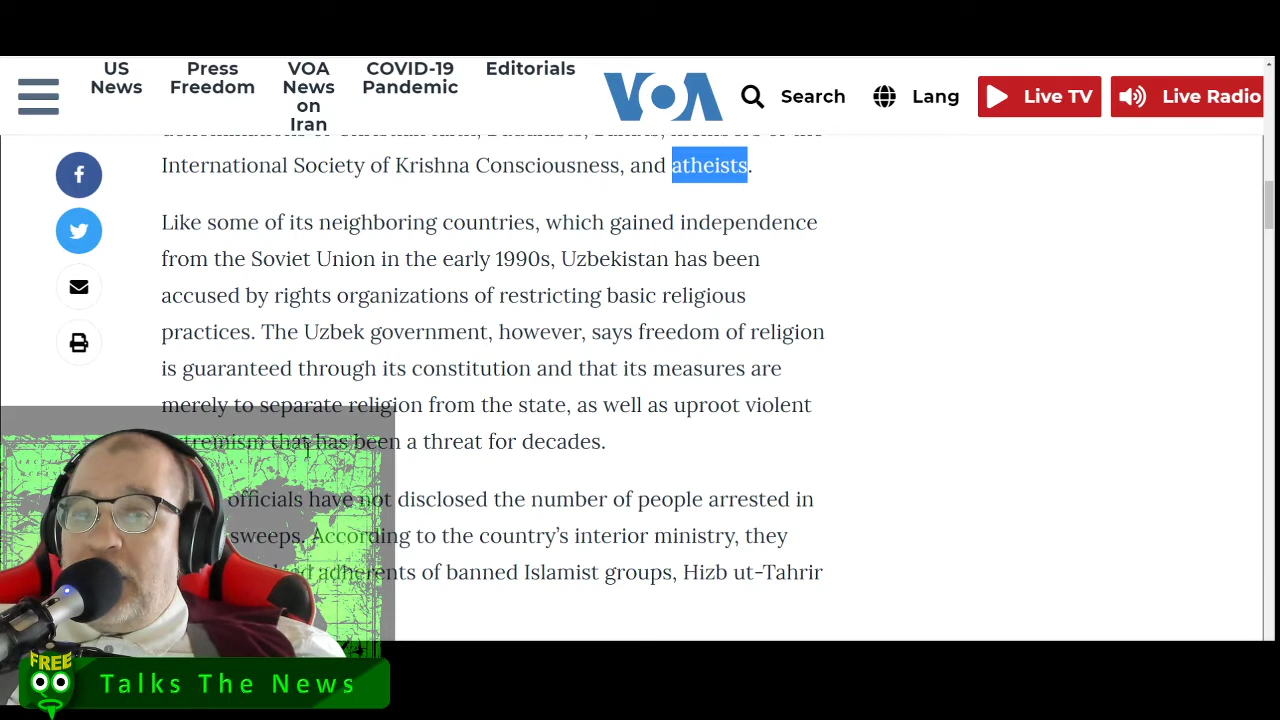 US News
Press Freedom
VOA News on Iran
COVID-19 Pandemic
Editorials
VOA
Search
Lang
Live TV
Live Radio
International Society of Krishna Consciousness, and atheists.
Like some of its neighboring countries, which gained independence
from the Soviet Union in the early 1990s, Uzbekistan has been
accused by rights organizations of restricting basic religious
practices. The Uzbek government, however, says freedom of religion
is guaranteed through its constitution and that its measures are
merely to separate religion from the state, as well as uproot violent
extremism that has been a threat for decades.
officials have not disclosed the number of people arrested in
sweeps. According to the country's interior ministry, they
adherents of banned Islamist groups, Hizb ut-Tahrir
FREE
Talks The News